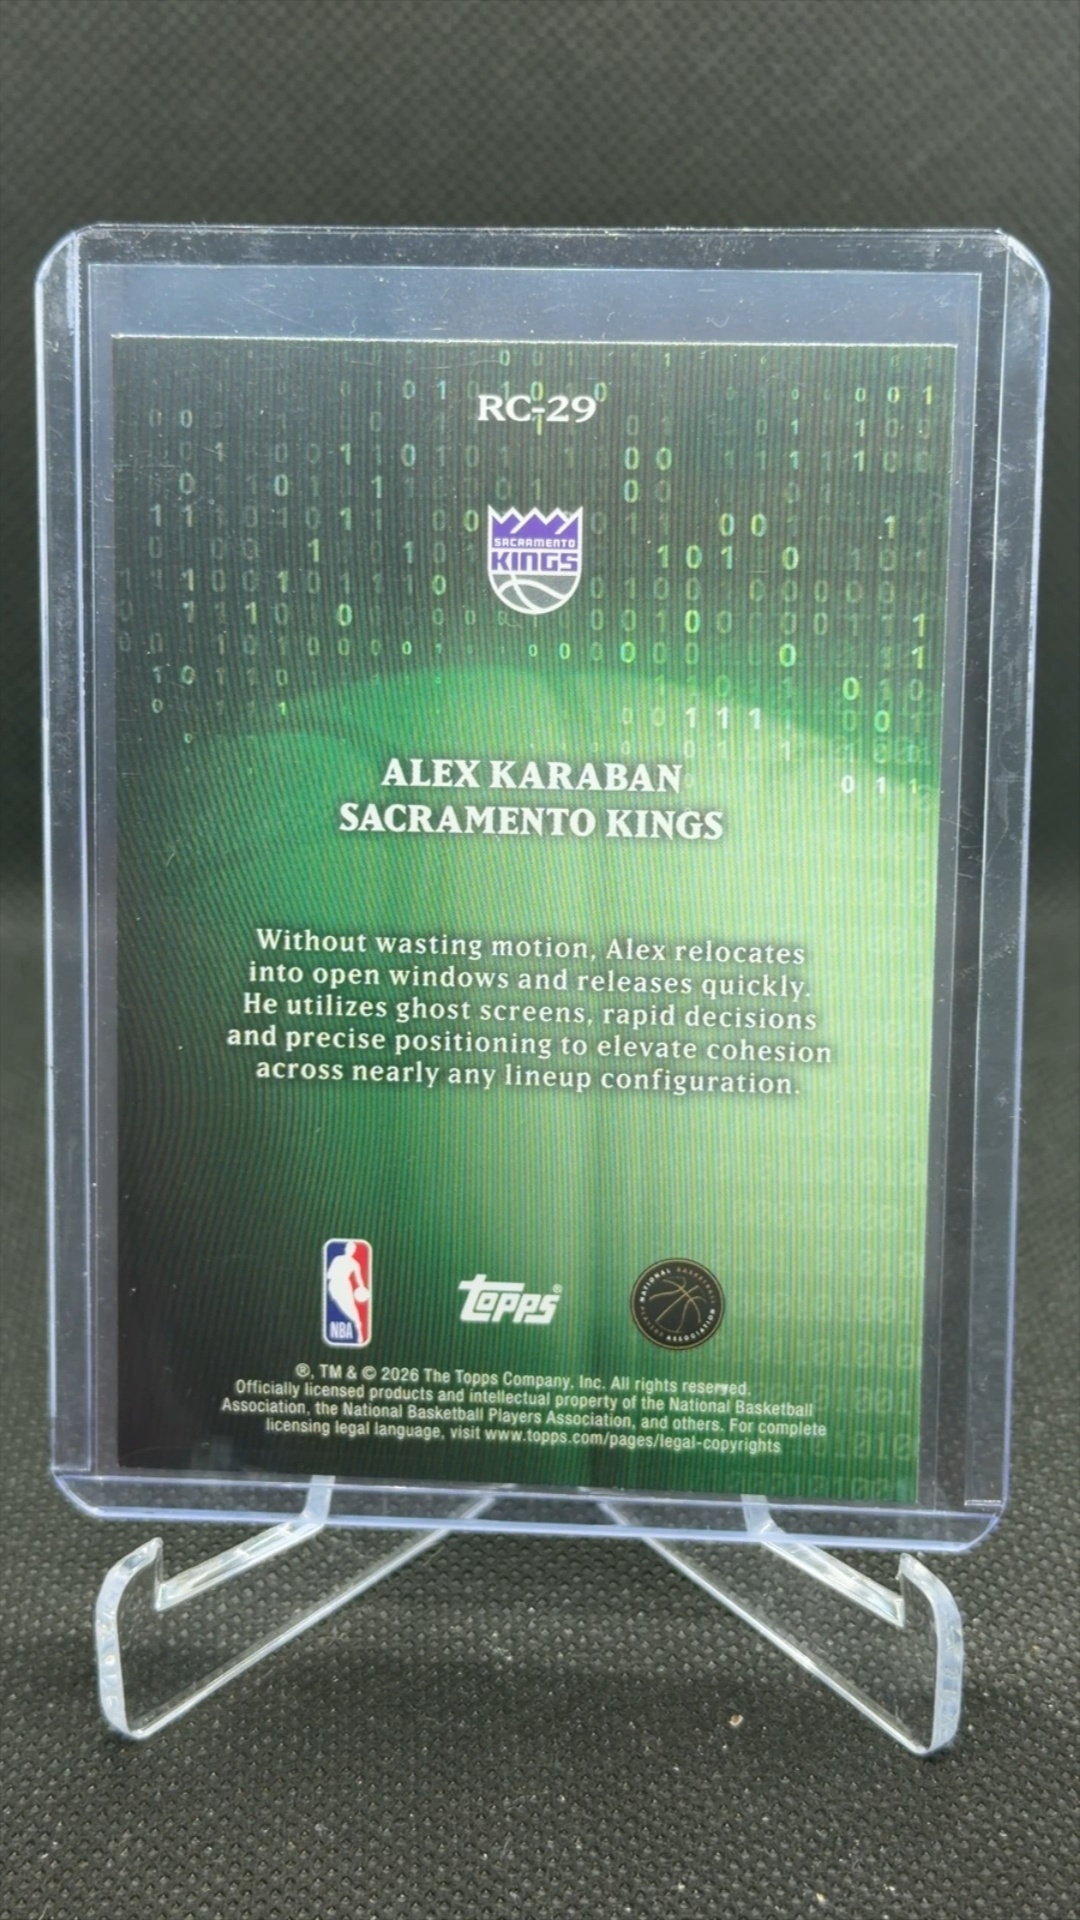 RC-29
SACRAMENTO
KINGS
ALEX KARABAN
SACRAMENTO KINGS
Without wasting motion, Alex relocates
into open windows and releases quickly.
He utilizes ghost screens, rapid decisions
and precise positioning to elevate cohesion
across nearly any lineup configuration.
NBA
Topps®
NATIONAL BASKETBALL
PLAYERS ASSOCIATION
®, TM & © 2026 The Topps Company, Inc. All rights reserved.
Officially licensed products and intellectual property of the National Basketball
Association, the National Basketball Players Association, and others. For complete
licensing legal language, visit www.topps.com/pages/legal-copyrights